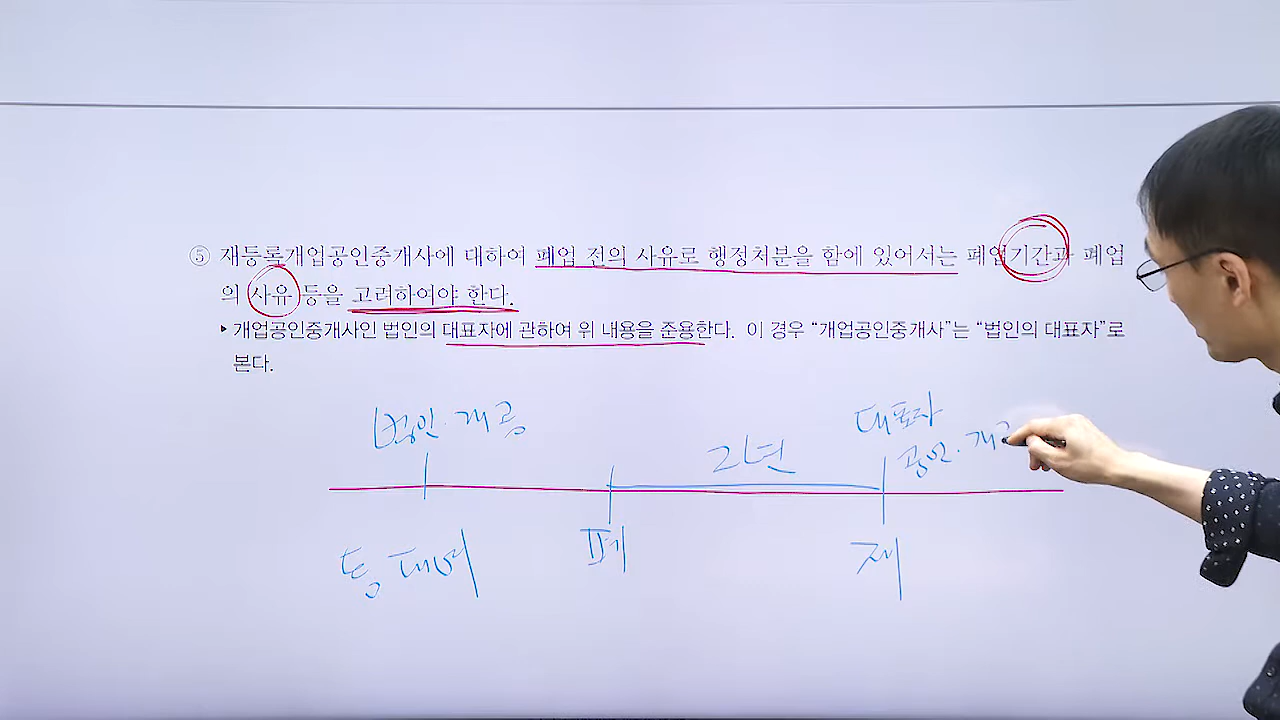 ⑤ 재등록개업공인중개사에 대하여 폐업 전의 사유로 행정처분을 함에 있어서는 폐업기간과 폐업
의 사유 등을 고려하여야 한다.
▸개업공인중개사인 법인의 대표자에 관하여 위 내용을 준용한다. 이 경우 “개업공인중개사”는 “법인의 대표자”로
본다.
법인·개공
2년
대표자
공인·개공
폐
재